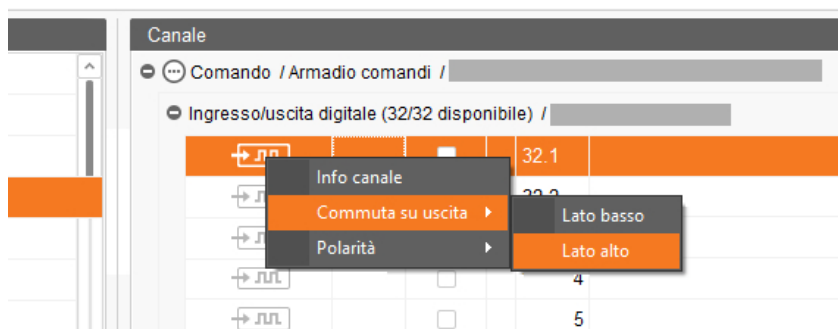 Canale
Comando / Armadio comandi /
Ingresso/uscita digitale (32/32 disponibile) /
32.1
Info canale
Commuta su uscita
Lato basso
Polarità
Lato alto
4
5